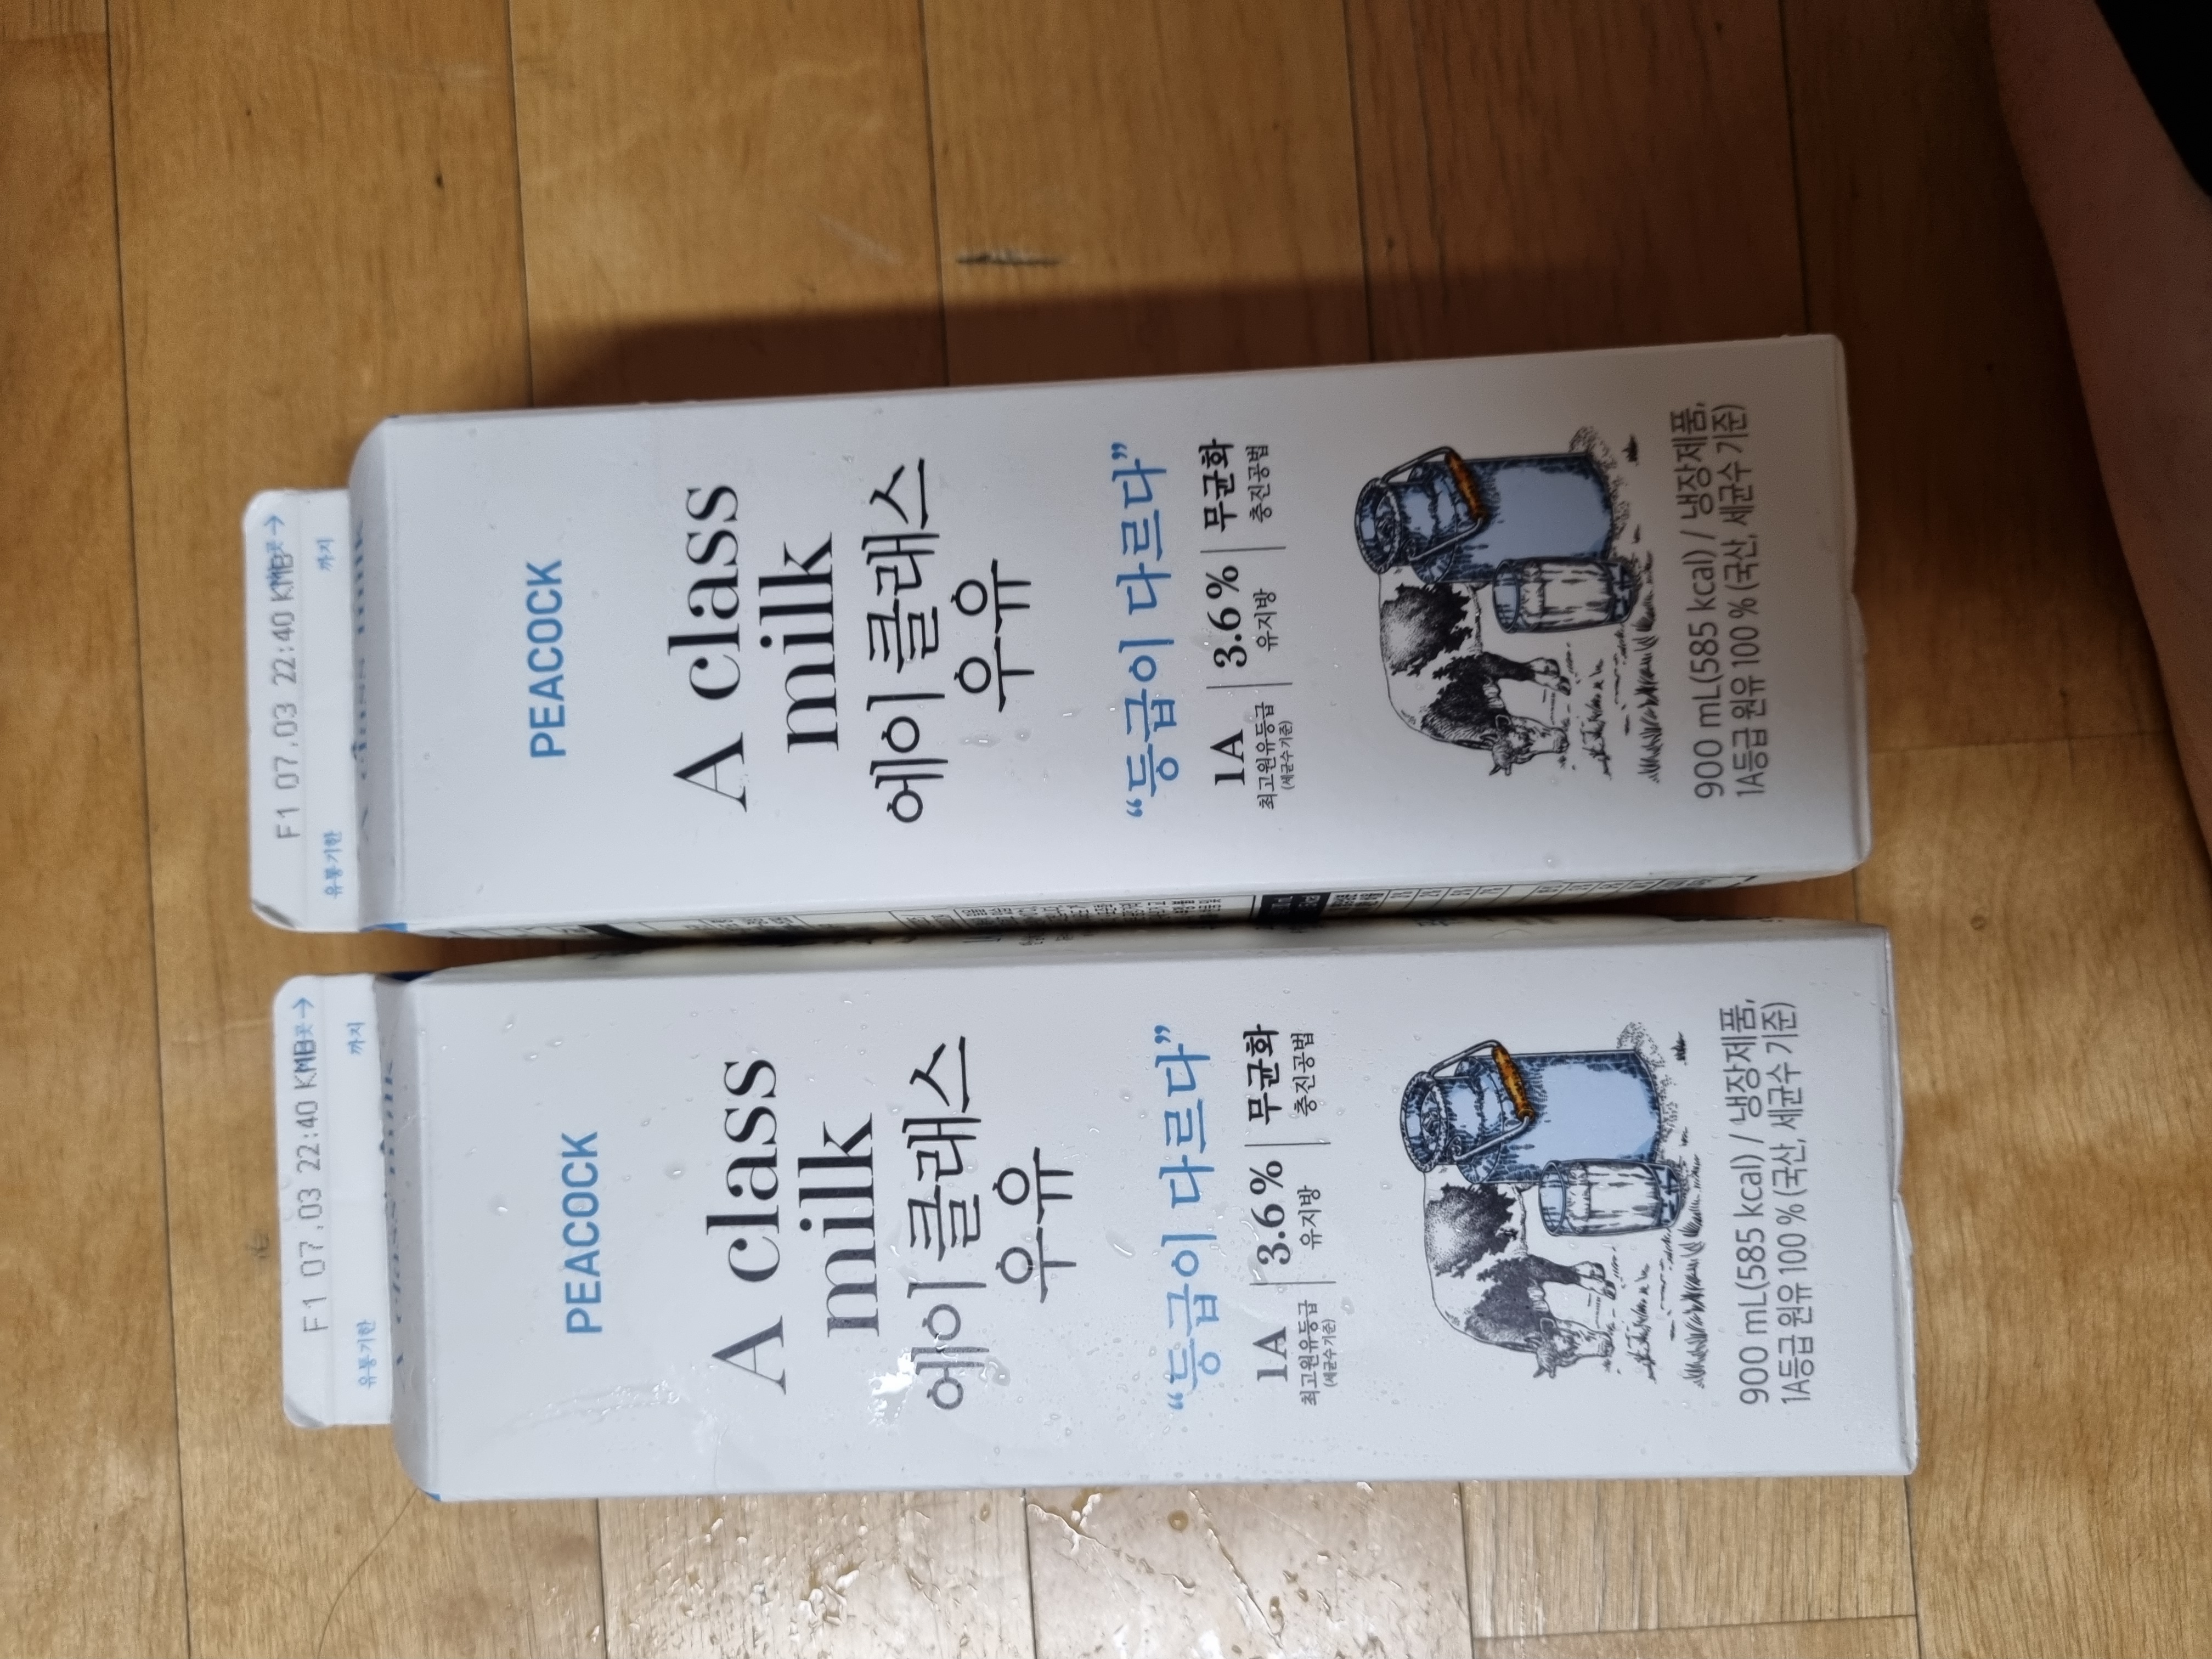 F1 07.03 22:40 KMB곳→
유통기한 까지
PEACOCK
A class
milk
에이 클래스
우유
“등급이 다르다”
1A | 3.6% | 무균화
최고원유등급 유지방 충진공법
(세균수기준)
900 mL(585 kcal) / 냉장제품,
1A등급 원유 100 % (국산, 세균수 기준)
F1 07.03 22:40 KMB곳→
유통기한 까지
PEACOCK
A class
milk
에이 클래스
우유
“등급이 다르다”
1A | 3.6% | 무균화
최고원유등급 유지방 충진공법
(세균수기준)
900 mL(585 kcal) / 냉장제품,
1A등급 원유 100 % (국산, 세균수 기준)